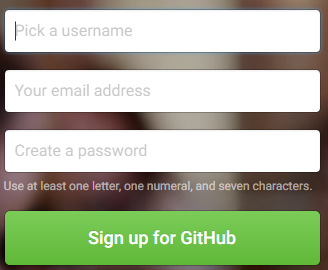 Pick a username
Your email address
Create a password
Use at least one letter, one numeral, and seven characters.
Sign up for GitHub